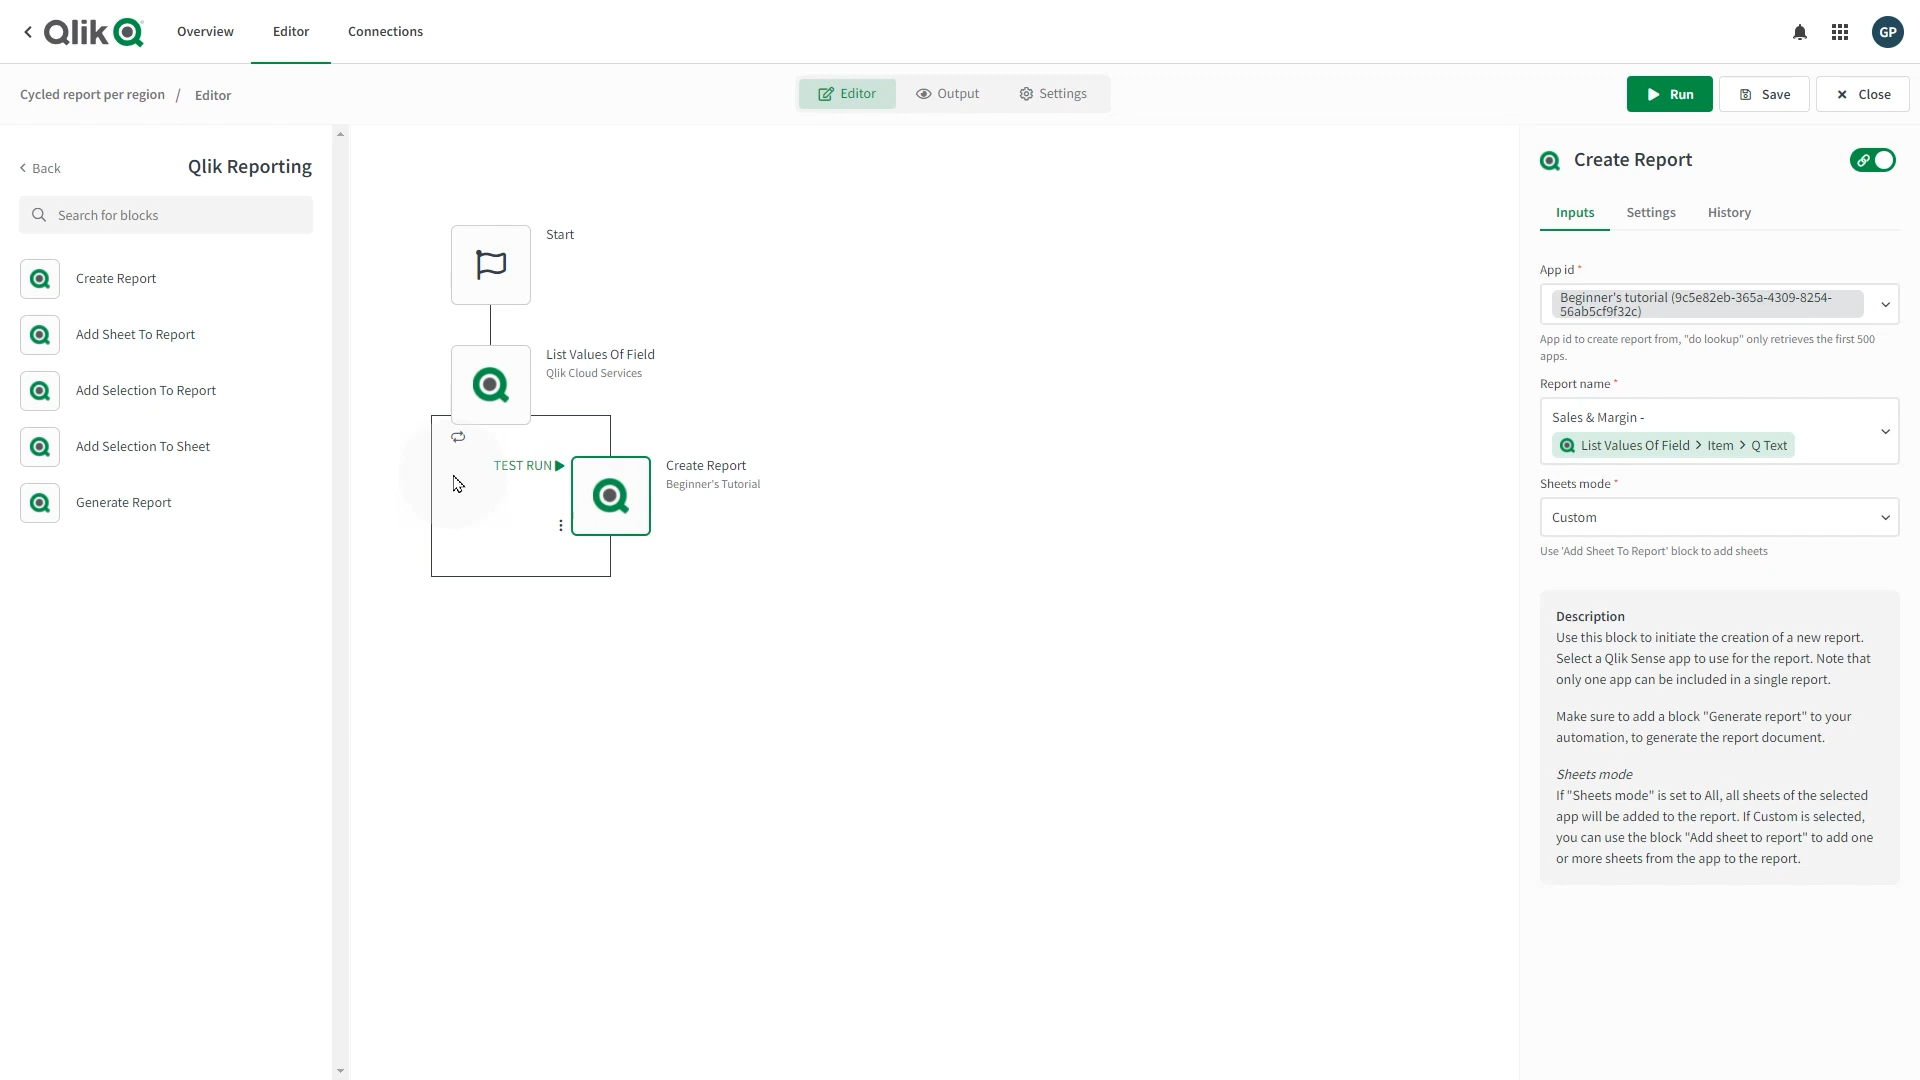 Qlik
Overview
Editor
Connections
GP
Cycled report per region / Editor
Editor
Output
Settings
Run
Save
Close
Back
Qlik Reporting
Search for blocks
Create Report
Add Sheet To Report
Add Selection To Report
Add Selection To Sheet
Generate Report
Start
List Values Of Field
Qlik Cloud Services
TEST RUN
Create Report
Beginner's Tutorial
Create Report
Inputs
Settings
History
App id *
Beginner's tutorial (9c5e82eb-365a-4309-8254-
56ab5cf9f32c)
App id to create report from, "do lookup" only retrieves the first 500
apps.
Report name *
Sales & Margin -
List Values Of Field > Item > Q Text
Sheets mode *
Custom
Use 'Add Sheet To Report' block to add sheets
Description
Use this block to initiate the creation of a new report.
Select a Qlik Sense app to use for the report. Note that
only one app can be included in a single report.
Make sure to add a block "Generate report" to your
automation, to generate the report document.
Sheets mode
If "Sheets mode" is set to All, all sheets of the selected
app will be added to the report. If Custom is selected,
you can use the block "Add sheet to report" to add one
or more sheets from the app to the report.